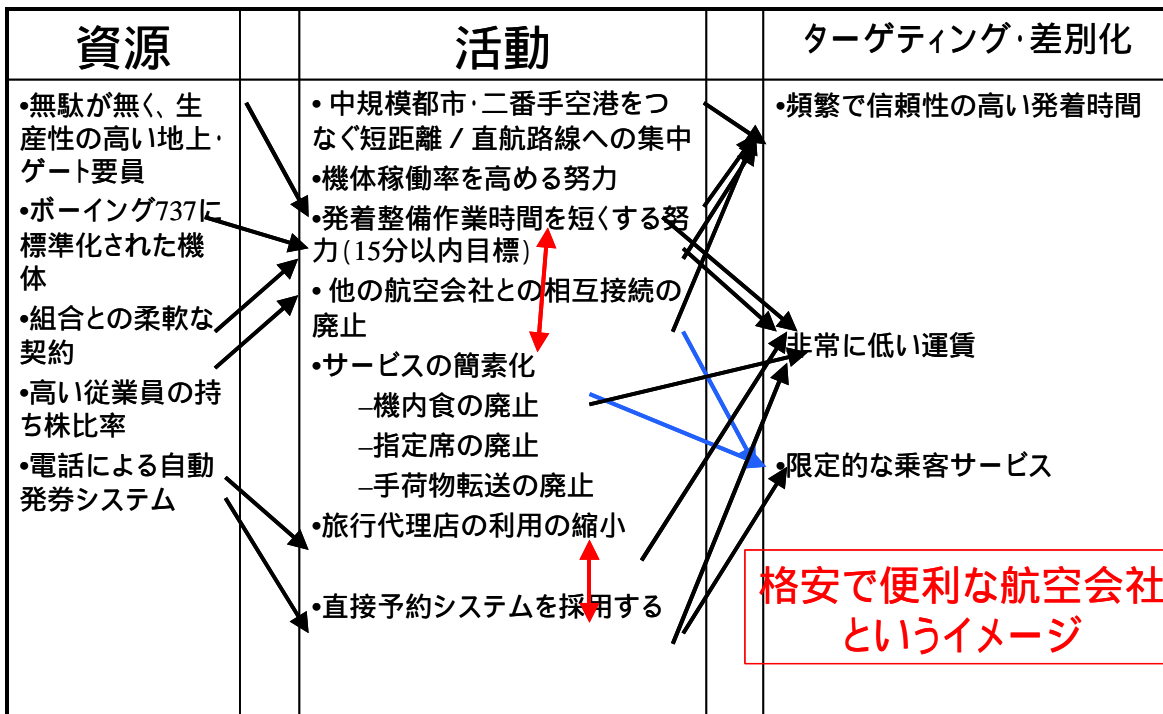 資源
活動
ターゲティング・差別化
•無駄が無く、生
産性の高い地上・
ゲート要員
•ボーイング737に
標準化された機
体
•組合との柔軟な
契約
•高い従業員の持
ち株比率
•電話による自動
発券システム
• 中規模都市・二番手空港をつ
なぐ短距離 / 直航路線への集中
•機体稼働率を高める努力
•発着整備作業時間を短くする努
力(15分以内目標)
• 他の航空会社との相互接続の
廃止
•サービスの簡素化
–機内食の廃止
–指定席の廃止
–手荷物転送の廃止
•旅行代理店の利用の縮小
•直接予約システムを採用する
•頻繁で信頼性の高い発着時間
•非常に低い運賃
•限定的な乗客サービス
格安で便利な航空会社
というイメージ